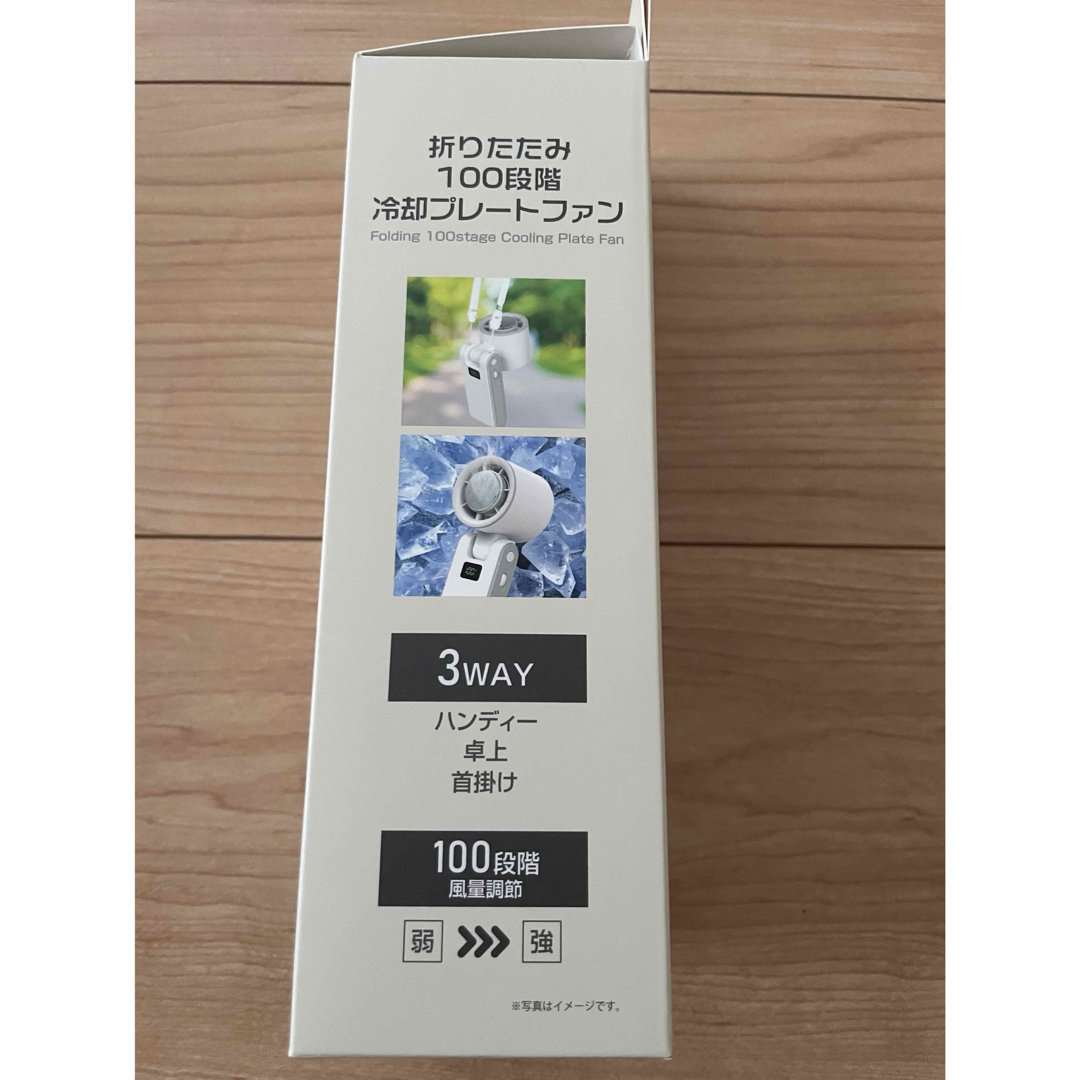 折りたたみ
100段階
冷却プレートファン
Folding 100stage Cooling Plate Fan
3WAY
ハンディー
卓上
首掛け
100段階
風量調節
弱
強
※写真はイメージです。